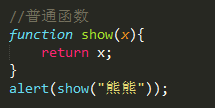 //普通函数
function show(x){
    return x;
}
alert(show("熊熊"));